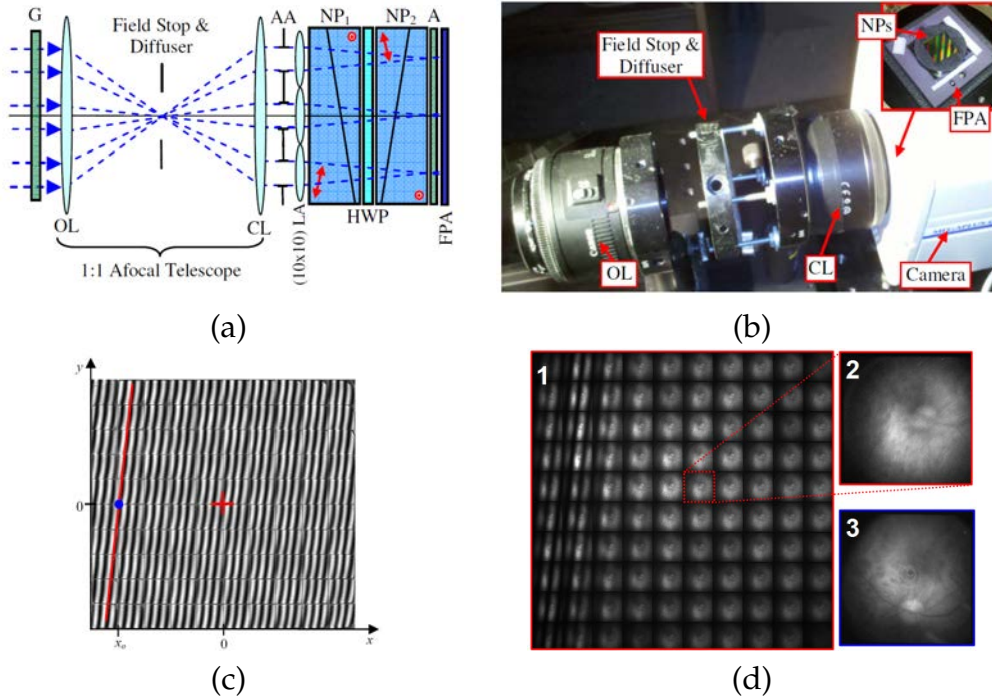 G
Field Stop &
Diffuser
AA
NP1
NP2
A
OL
CL
(10x10) LA
HWP
FPA
1:1 Afocal Telescope
(a)
Field Stop &
Diffuser
NPs
FPA
OL
CL
Camera
(b)
y
0
xo
0
x
(c)
1
2
3
(d)